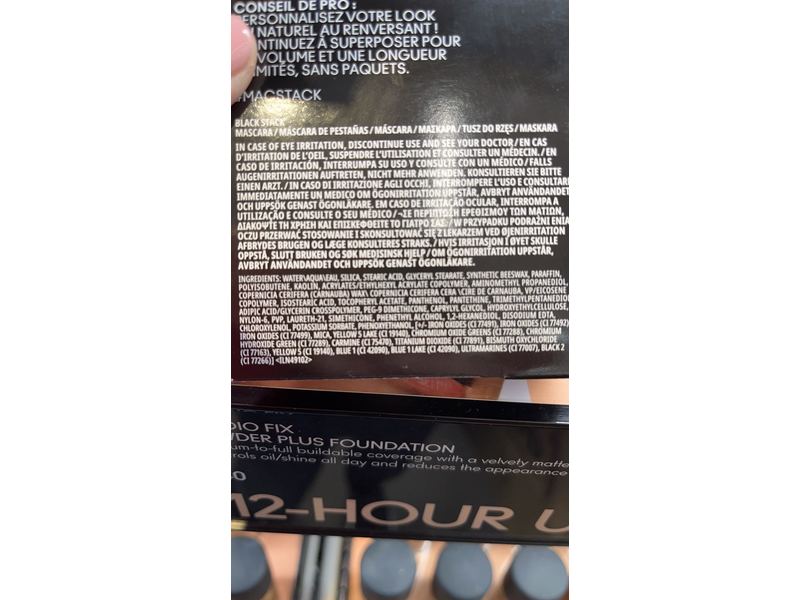 CONSEIL DE PRO :
PERSONNALISEZ VOTRE LOOK
NATUREL AU RENVERSANT !
CONTINUEZ À SUPERPOSER POUR
VOLUME ET UNE LONGUEUR
SANS PAQUETS.
#MACSTACK
BLACK STACK
MASCARA / MÁSCARA DE PESTAÑAS / MÁSCARA / МАСКАРА / TUSZ DO RZĘS / MASKARA
IN CASE OF EYE IRRITATION, DISCONTINUE USE AND SEE YOUR DOCTOR / EN CAS
D'IRRITATION DE L'OEIL, SUSPENDRE L'UTILISATION ET CONSULTER UN MÉDECIN. / EN
CASO DE IRRITACIÓN, INTERRUMPA SU USO Y CONSULTE CON UN MÉDICO / FALLS
AUGENIRRITATIONEN AUFTRETEN, NICHT MEHR ANWENDEN. KONSULTIEREN SIE BITTE
EINEN ARZT. / IN CASO DI IRRITAZIONE AGLI OCCHI, INTERROMPERE L'USO E CONSULTARE
IMMEDIATAMENTE UN MEDICO OM ÖGONIRRITATION UPPSTÅR, AVBRYT ANVÄNDANDET
OCH UPPSÖK GENAST ÖGONLÄKARE. EM CASO DE IRRITAÇÃO OCULAR, INTERROMPA A
UTILIZAÇÃO E CONSULTE O SEU MÉDICO / ΣΕ ΠΕΡΙΠΤΩΣΗ ΕΡΕΘΙΣΜΟΥ ΤΩΝ ΜΑΤΙΩΝ,
ΔΙΑΚΟΨΤΕ ΤΗ ΧΡΗΣΗ ΚΑΙ ΕΠΙΣΚΕΦΘΕΙΤΕ ΤΟ ΓΙΑΤΡΟ ΣΑΣ / W PRZYPADKU PODRAŻNIENIA
OCZU PRZERWAĆ STOSOWANIE I SKONSULTOWAĆ SIĘ Z LEKARZEM VED ØJENIRRITATION
AFBRYDES BRUGEN OG LÆGE KONSULTERES STRAKS. / HVIS IRRITASJON I ØYET SKULLE
OPPSTÅ, SLUTT BRUKEN OG SØK MEDISINSK HJELP / OM ÖGONIRRITATION UPPSTÅR,
AVBRYT ANVÄNDANDET OCH UPPSÖK GENAST ÖGONLÄKARE.
INGREDIENTS: WATER\AQUA\EAU, SILICA, STEARIC ACID, GLYCERYL STEARATE, SYNTHETIC BEESWAX, PARAFFIN,
POLYISOBUTENE, KAOLIN, ACRYLATES/ETHYLHEXYL ACRYLATE COPOLYMER, AMINOMETHYL PROPANEDIOL,
COPERNICIA CERIFERA (CARNAUBA) WAX\COPERNICIA CERIFERA CERA \CIRE DE CARNAUBA, VP/EICOSENE
COPOLYMER, ISOSTEARIC ACID, TOCOPHERYL ACETATE, PANTHENOL, PANTETHINE, TRIMETHYLPENTANEDIOL/
ADIPIC ACID/GLYCERIN CROSSPOLYMER, PEG-9 DIMETHICONE, CAPRYLYL GLYCOL, HYDROXYETHYLCELLULOSE,
NYLON-6, PVP, LAURETH-21, SIMETHICONE, PHENETHYL ALCOHOL, 1,2-HEXANEDIOL, DISODIUM EDTA,
CHLOROXYLENOL, POTASSIUM SORBATE, PHENOXYETHANOL, [+/- IRON OXIDES (CI 77491), IRON OXIDES (CI 77492),
IRON OXIDES (CI 77499), MICA, YELLOW 5 LAKE (CI 19140), CHROMIUM OXIDE GREENS (CI 77288), CHROMIUM
HYDROXIDE GREEN (CI 77289), CARMINE (CI 75470), TITANIUM DIOXIDE (CI 77891), BISMUTH OXYCHLORIDE
(CI 77163), YELLOW 5 (CI 19140), BLUE 1 (CI 42090), BLUE 1 LAKE (CI 42090), ULTRAMARINES (CI 77007), BLACK 2
(CI 77266)] <ILN49102>
DIO FIX
WDER PLUS FOUNDATION
um-to-full buildable coverage with a velvety matte
rols oil/shine all day and reduces the appearance
12-HOUR